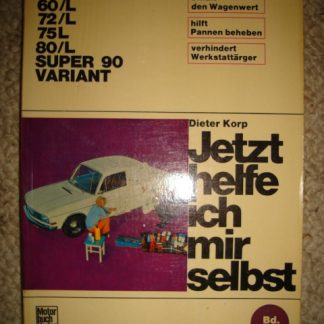 60/L
72/L
75L
80/L
SUPER 90
VARIANT
den Wagenwert
hilft
Pannen beheben
verhindert
Werkstattärger
Dieter Korp
Jetzt
helfe
ich
mir
selbst
Motor
buch
Bd.